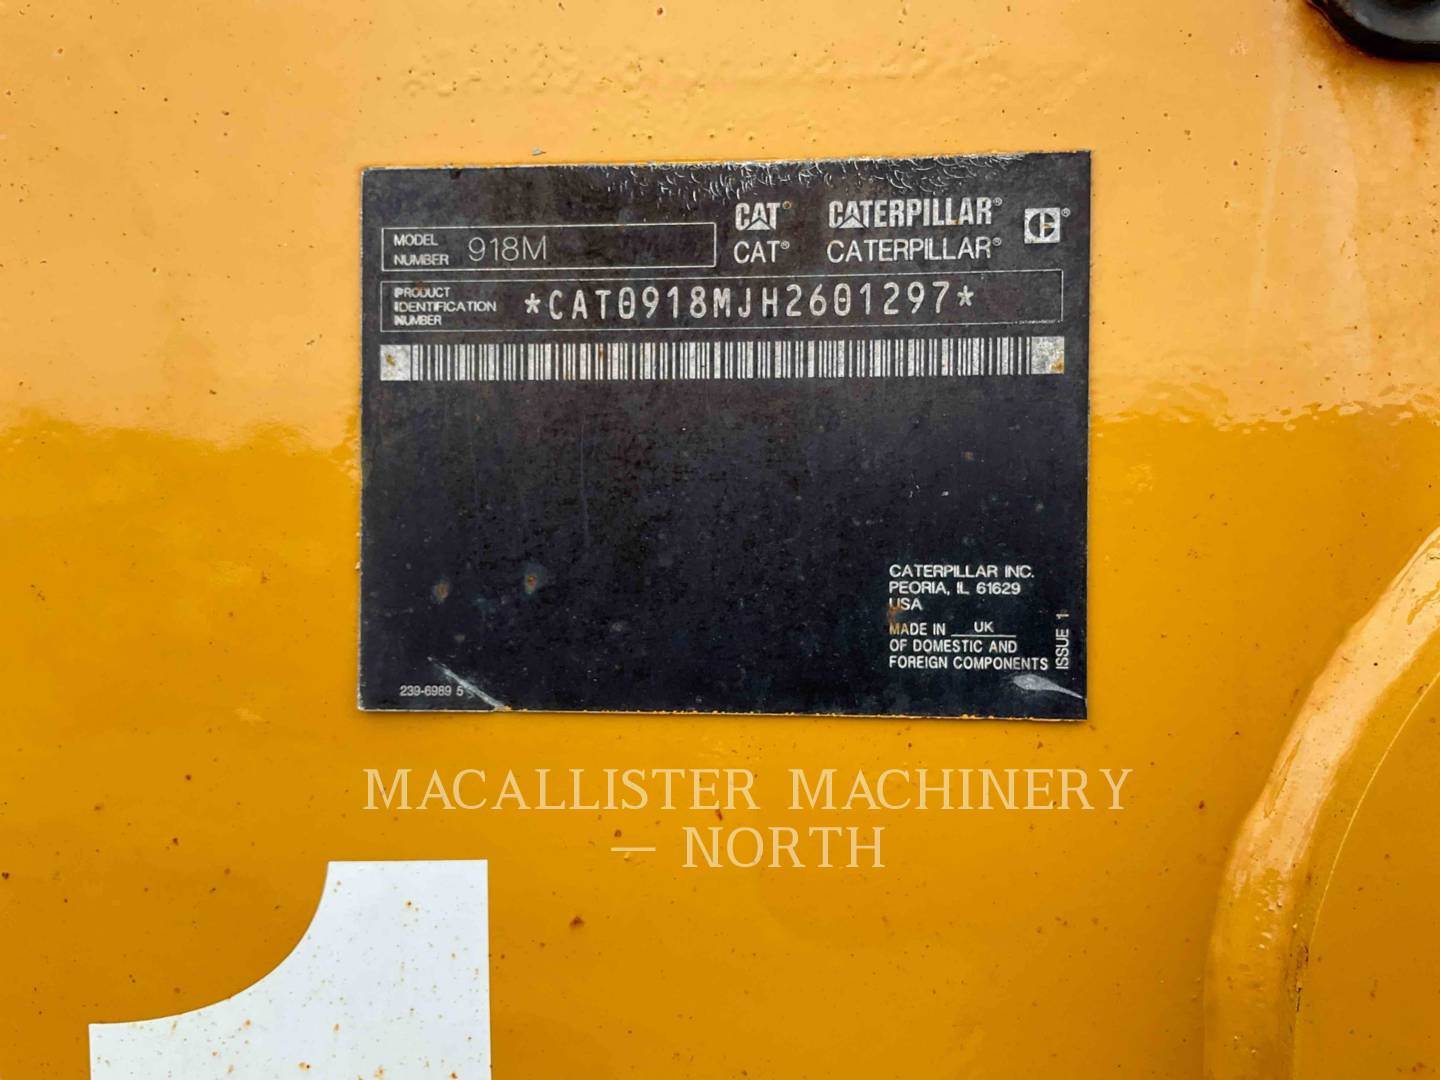 CAT® CATERPILLAR®
CAT® CATERPILLAR®
MODEL NUMBER 918M
PRODUCT IDENTIFICATION NUMBER *CAT0918MJH2601297*
CATERPILLAR INC.
PEORIA, IL 61629
USA
MADE IN UK
OF DOMESTIC AND
FOREIGN COMPONENTS
ISSUE 1
239-6989 5
MACALLISTER MACHINERY
— NORTH
1